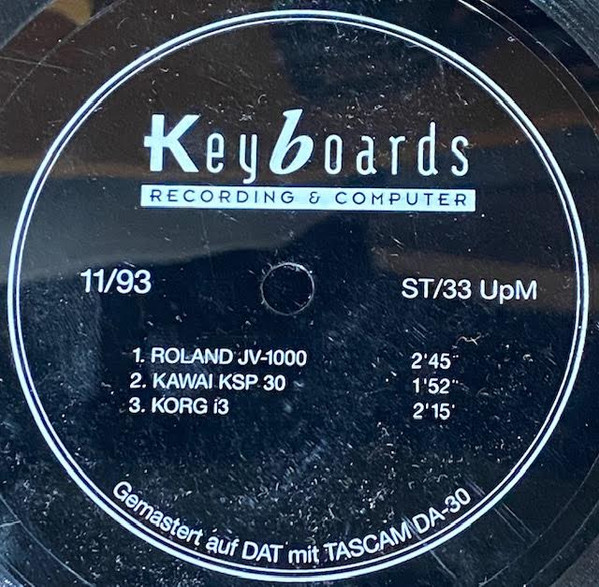 Keyboards
RECORDING & COMPUTER
11/93 ST/33 UpM
1. ROLAND JV-1000 2'45"
2. KAWAI KSP 30 1'52"
3. KORG i3 2'15'
Gemastert auf DAT mit TASCAM DA-30